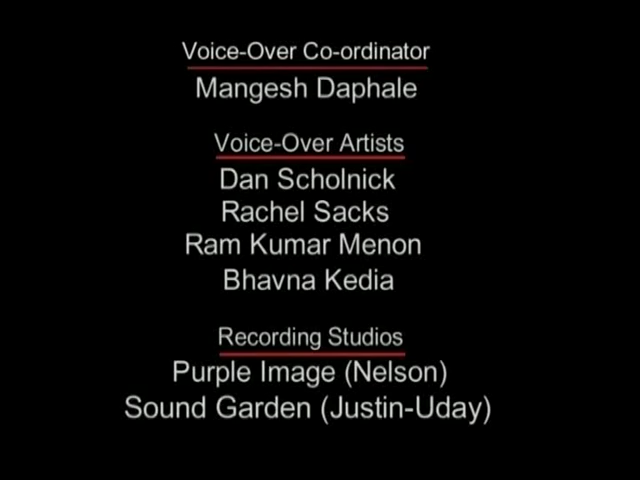 Voice-Over Co-ordinator
Mangesh Daphale
Voice-Over Artists
Dan Scholnick
Rachel Sacks
Ram Kumar Menon
Bhavna Kedia
Recording Studios
Purple Image (Nelson)
Sound Garden (Justin-Uday)